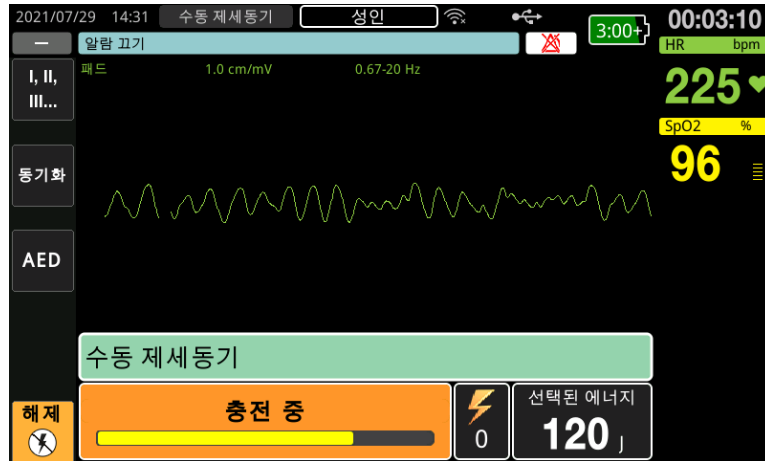 2021/07/29 14:31 수동 제세동기 성인 3:00+ 00:03:10
— 알람 끄기 HR bpm
I, II, III... 패드 1.0 cm/mV 0.67-20 Hz 225
SpO2 %
동기화 96
AED
수동 제세동기
해제 충전 중 0 선택된 에너지
120 J